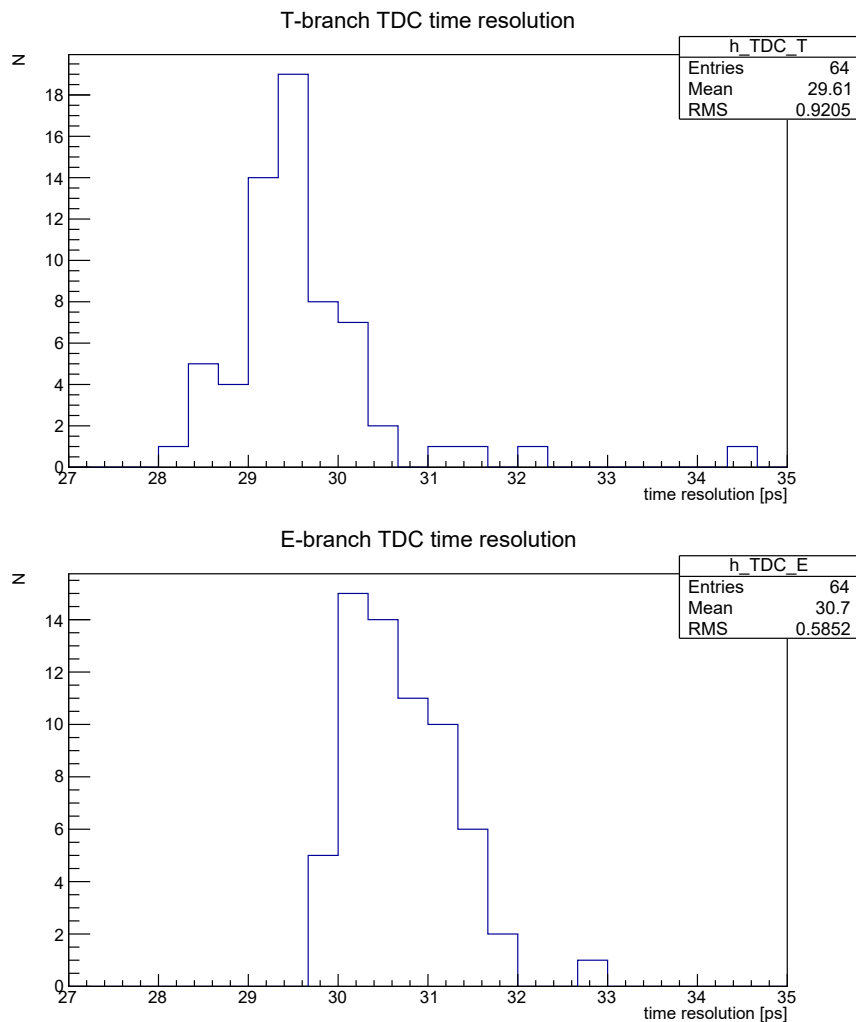 T-branch TDC time resolution
N
h_TDC_T
Entries 64
Mean 29.61
RMS 0.9205
18
16
14
12
10
8
6
4
2
0
27 28 29 30 31 32 33 34 35
time resolution [ps]
E-branch TDC time resolution
N
h_TDC_E
Entries 64
Mean 30.7
RMS 0.5852
14
12
10
8
6
4
2
0
27 28 29 30 31 32 33 34 35
time resolution [ps]